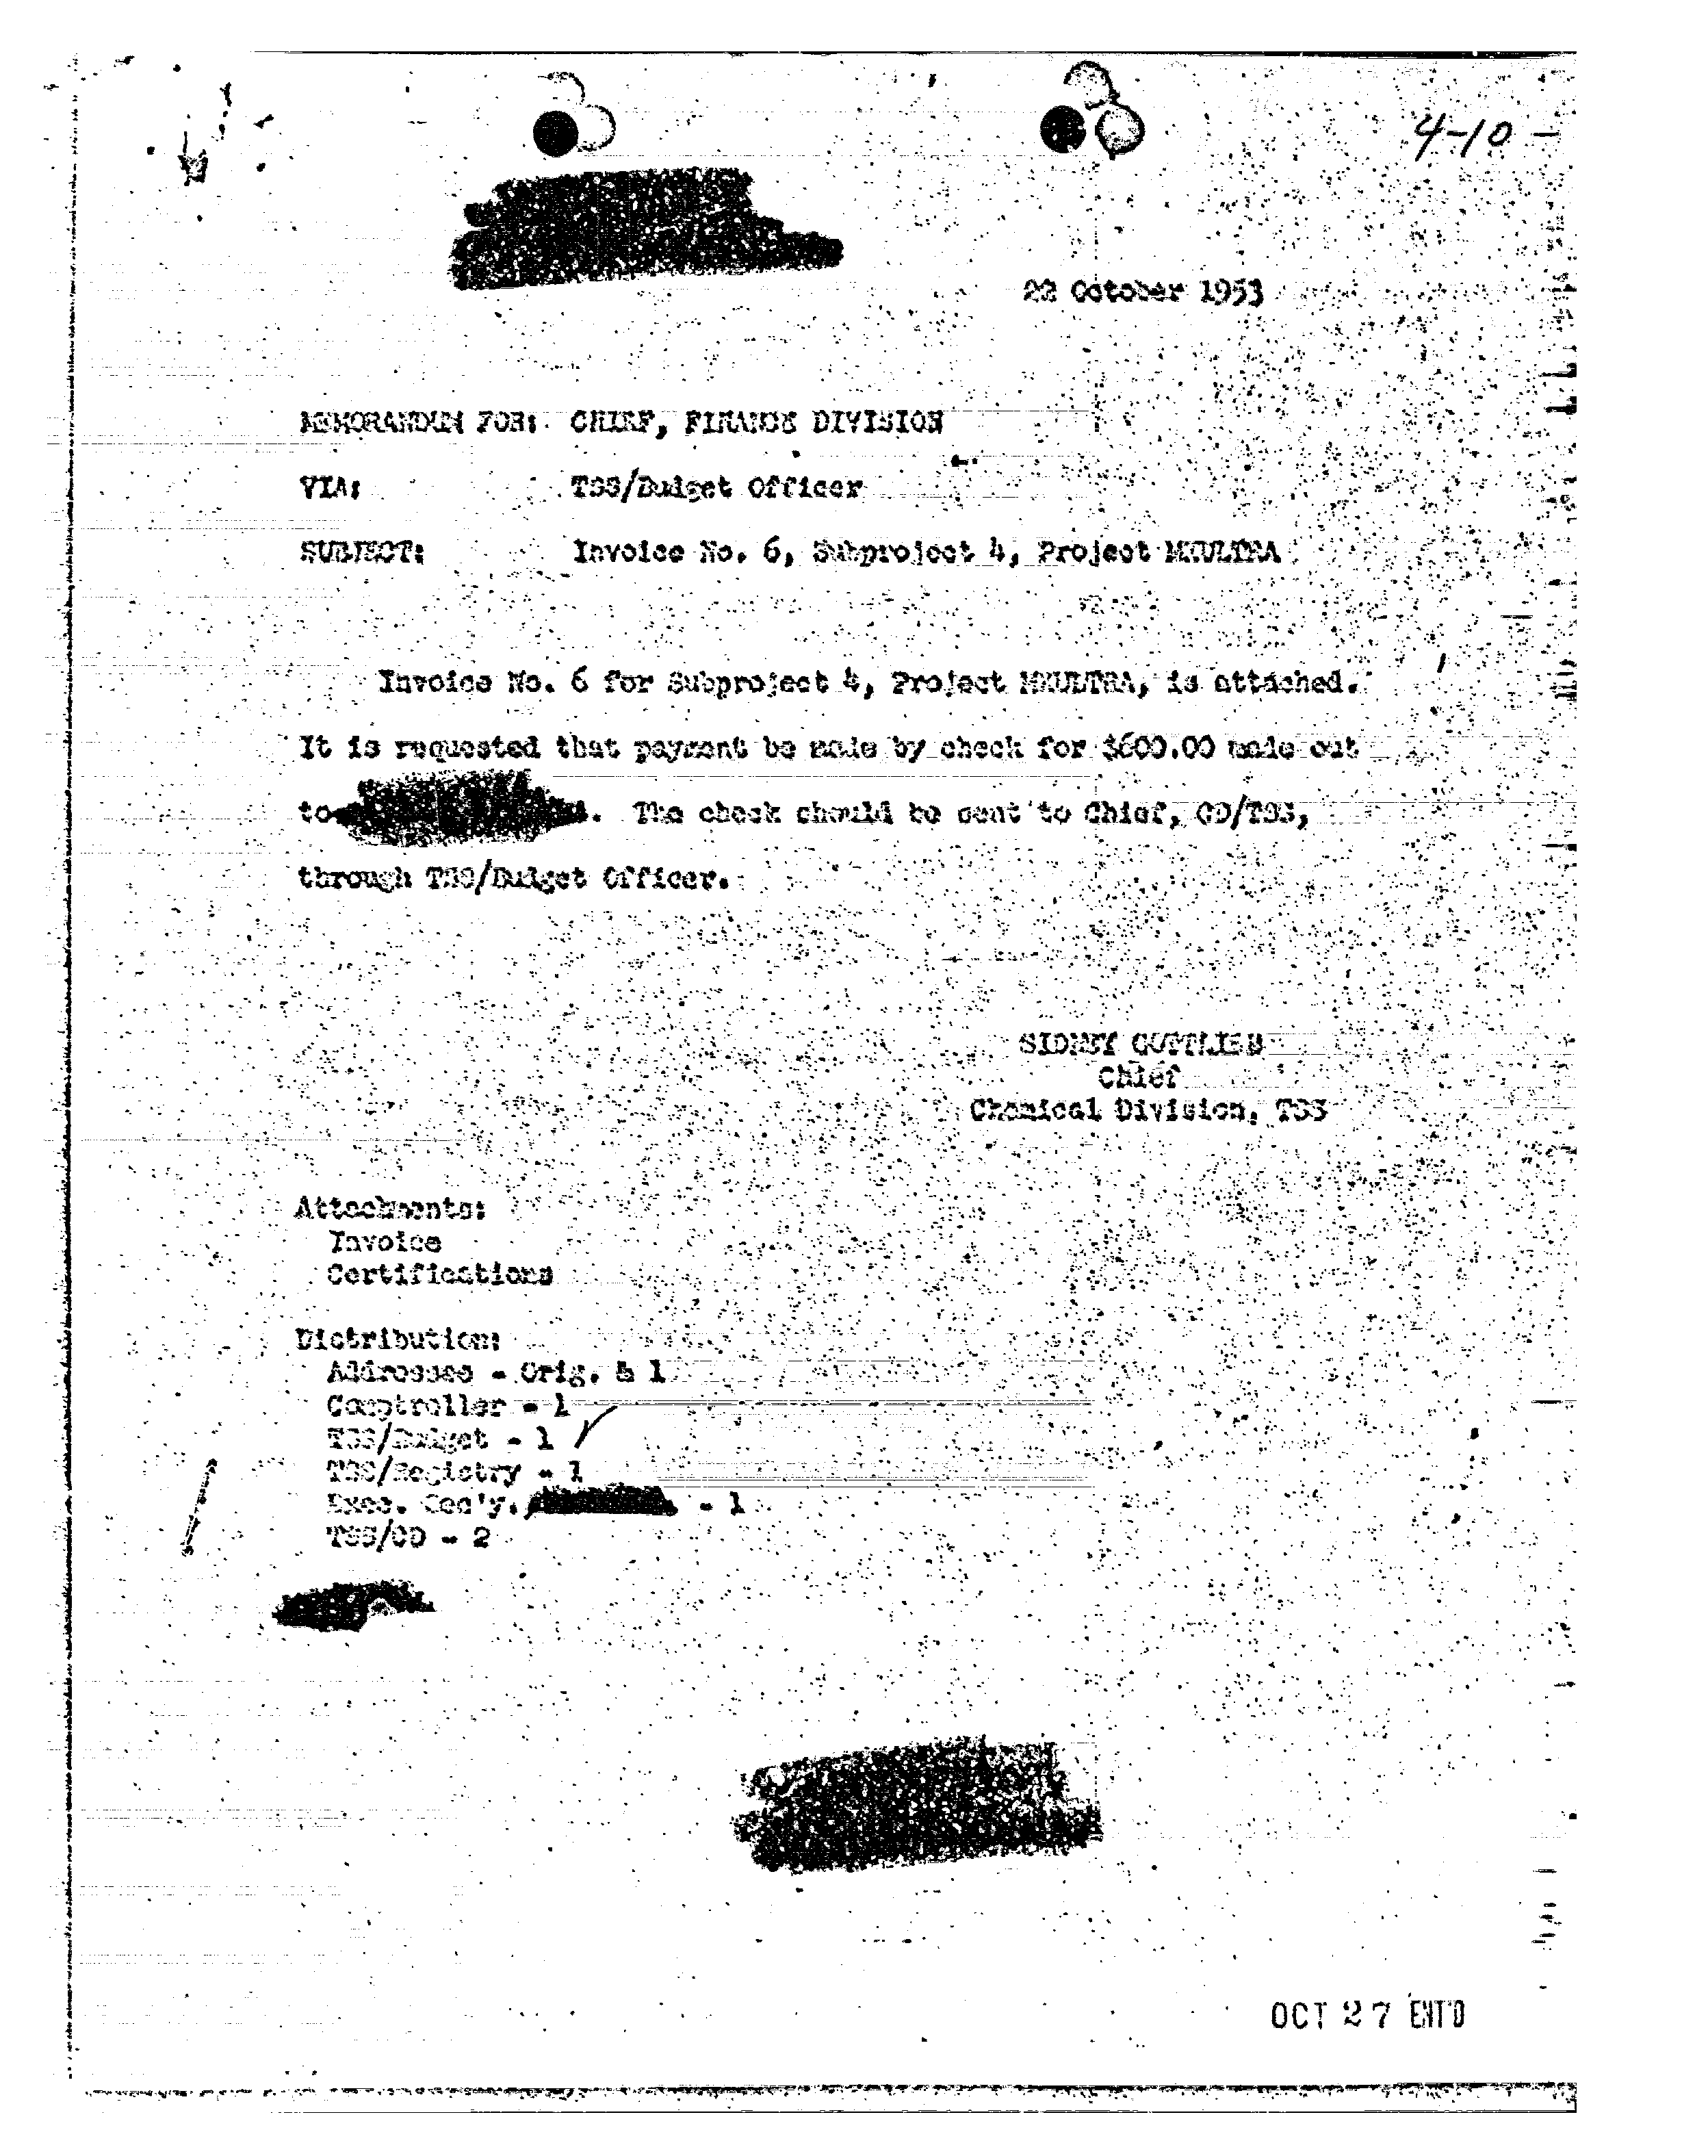 4-10
22 October 1953
MEMORANDUM FOR: CHIEF, FINANCE DIVISION
VIA: TSS/Budget Officer
SUBJECT: Invoice No. 6, Subproject 4, Project MKULTRA
Invoice No. 6 for Subproject 4, Project MKULTRA, is attached.
It is requested that payment be made by check for $600.00 made out
to . The check should be sent to Chief, CD/TSS,
through TSS/Budget Officer.
SIDNEY GOTTLIEB
Chief
Chemical Division, TSS
Attachments:
Invoice
Certifications
Distribution:
Addressee - Orig. & 1
Comptroller - 1
TSS/Budget - 1
TSS/Registry - 1
Exec. Sec'y. - 1
TSS/CD - 2
OCT 27 ENT'D